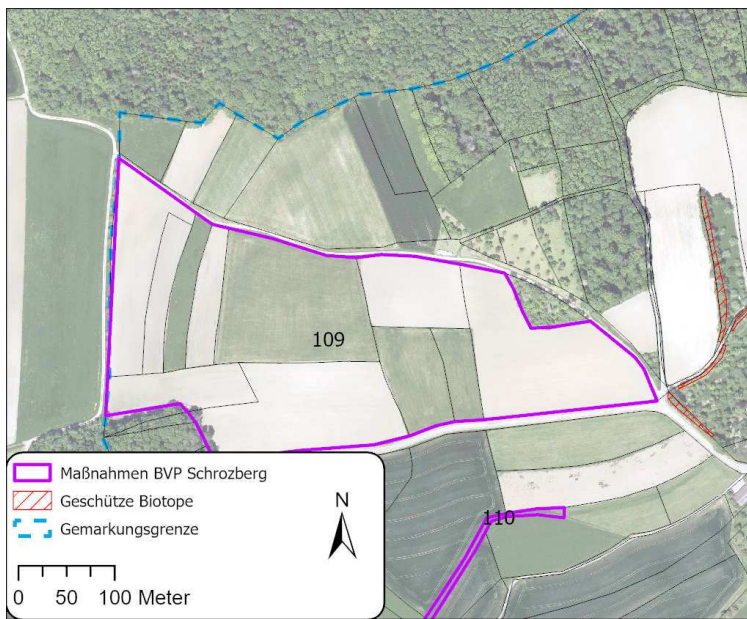 109
110
Maßnahmen BVP Schrozberg
Geschütze Biotope
Gemarkungsgrenze
N
0 50 100 Meter